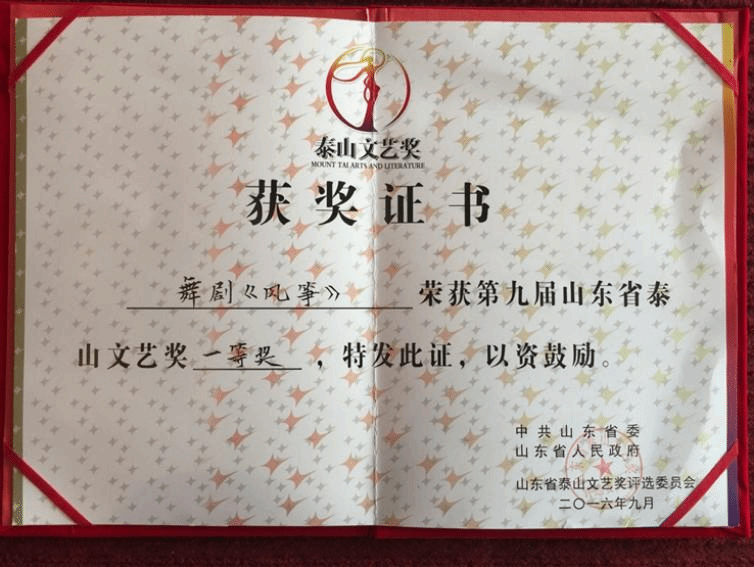 泰山文艺奖
MOUNT TAI ARTS AND LITERATURE
获奖证书
舞剧《风筝》 荣获第九届山东省泰
山文艺奖一等奖，特发此证，以资鼓励。
中共山东省委
山东省人民政府
山东省泰山文艺奖评选委员会
二〇一六年九月